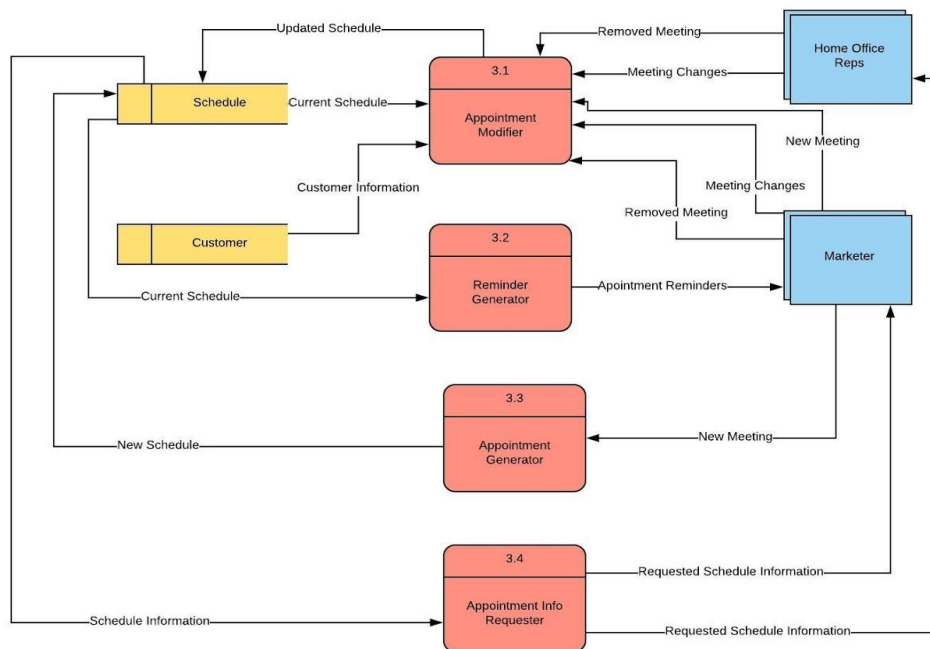 Updated Schedule
Removed Meeting
Home Office
Reps
3.1
Meeting Changes
Schedule
Current Schedule
Appointment
Modifier
New Meeting
Customer Information
Meeting Changes
Removed Meeting
Customer
3.2
Marketer
Current Schedule
Reminder
Generator
Apointment Reminders
3.3
New Schedule
Appointment
Generator
New Meeting
3.4
Requested Schedule Information
Schedule Information
Appointment Info
Requester
Requested Schedule Information